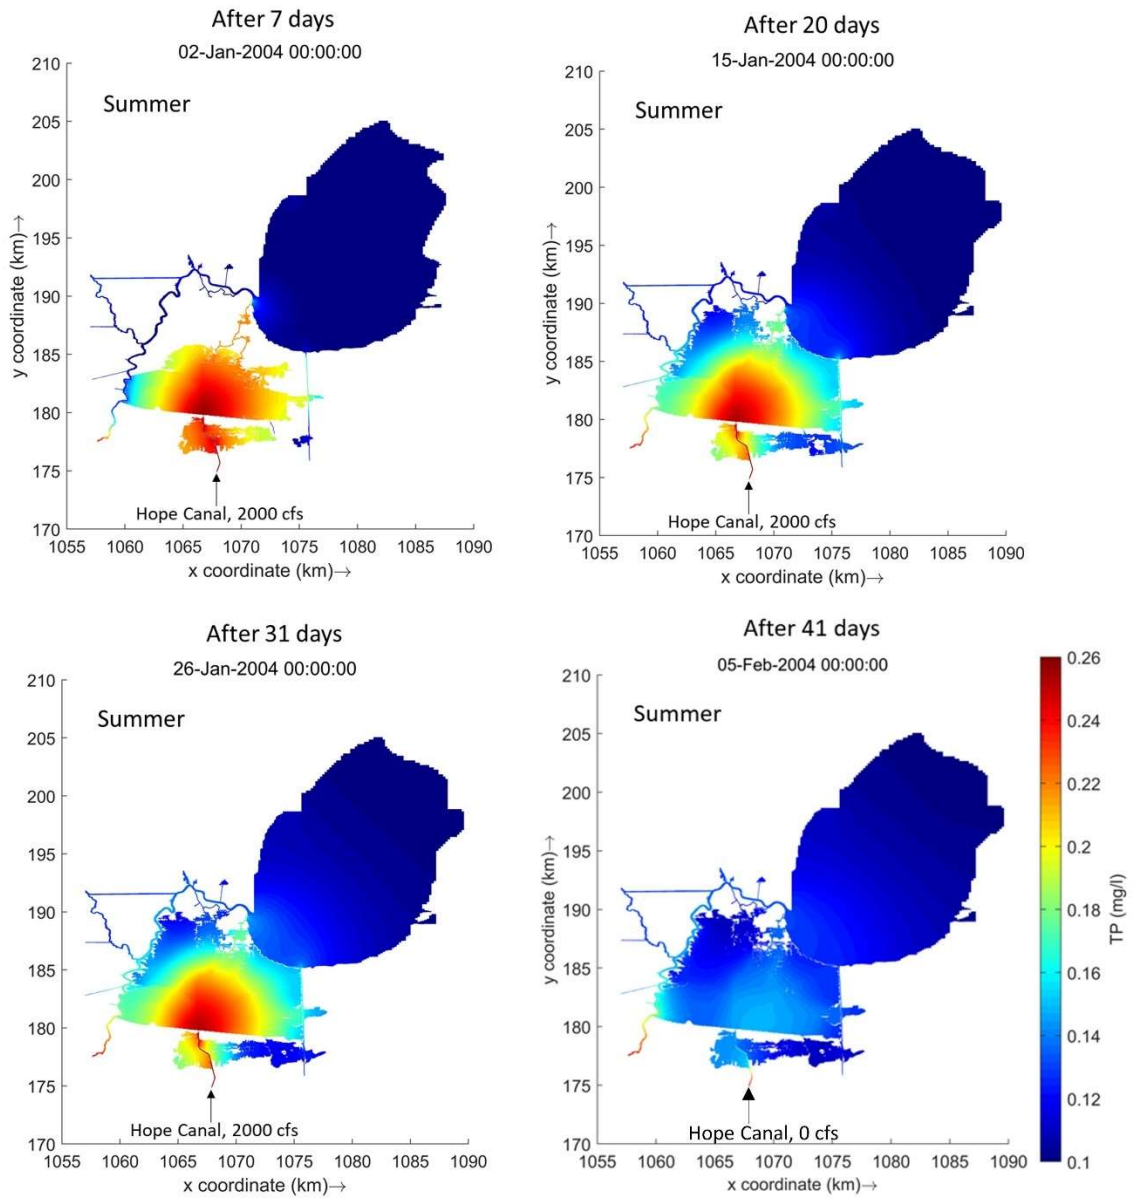 After 7 days
02-Jan-2004 00:00:00
210
Summer
205
200
195
190
185
180
175
170
y coordinate (km)→
Hope Canal, 2000 cfs
1055 1060 1065 1070 1075 1080 1085 1090
x coordinate (km)→
After 20 days
15-Jan-2004 00:00:00
210
Summer
205
200
195
190
185
180
175
170
y coordinate (km)→
Hope Canal, 2000 cfs
1055 1060 1065 1070 1075 1080 1085 1090
x coordinate (km)→
After 31 days
26-Jan-2004 00:00:00
210
Summer
205
200
195
190
185
180
175
170
y coordinate (km)→
Hope Canal, 2000 cfs
1055 1060 1065 1070 1075 1080 1085 1090
x coordinate (km)→
After 41 days
05-Feb-2004 00:00:00
210
Summer
205
200
195
190
185
180
175
170
y coordinate (km)→
Hope Canal, 0 cfs
1055 1060 1065 1070 1075 1080 1085 1090
x coordinate (km)→
0.26
0.24
0.22
0.2
0.18
0.16
0.14
0.12
0.1
TP (mg/l)